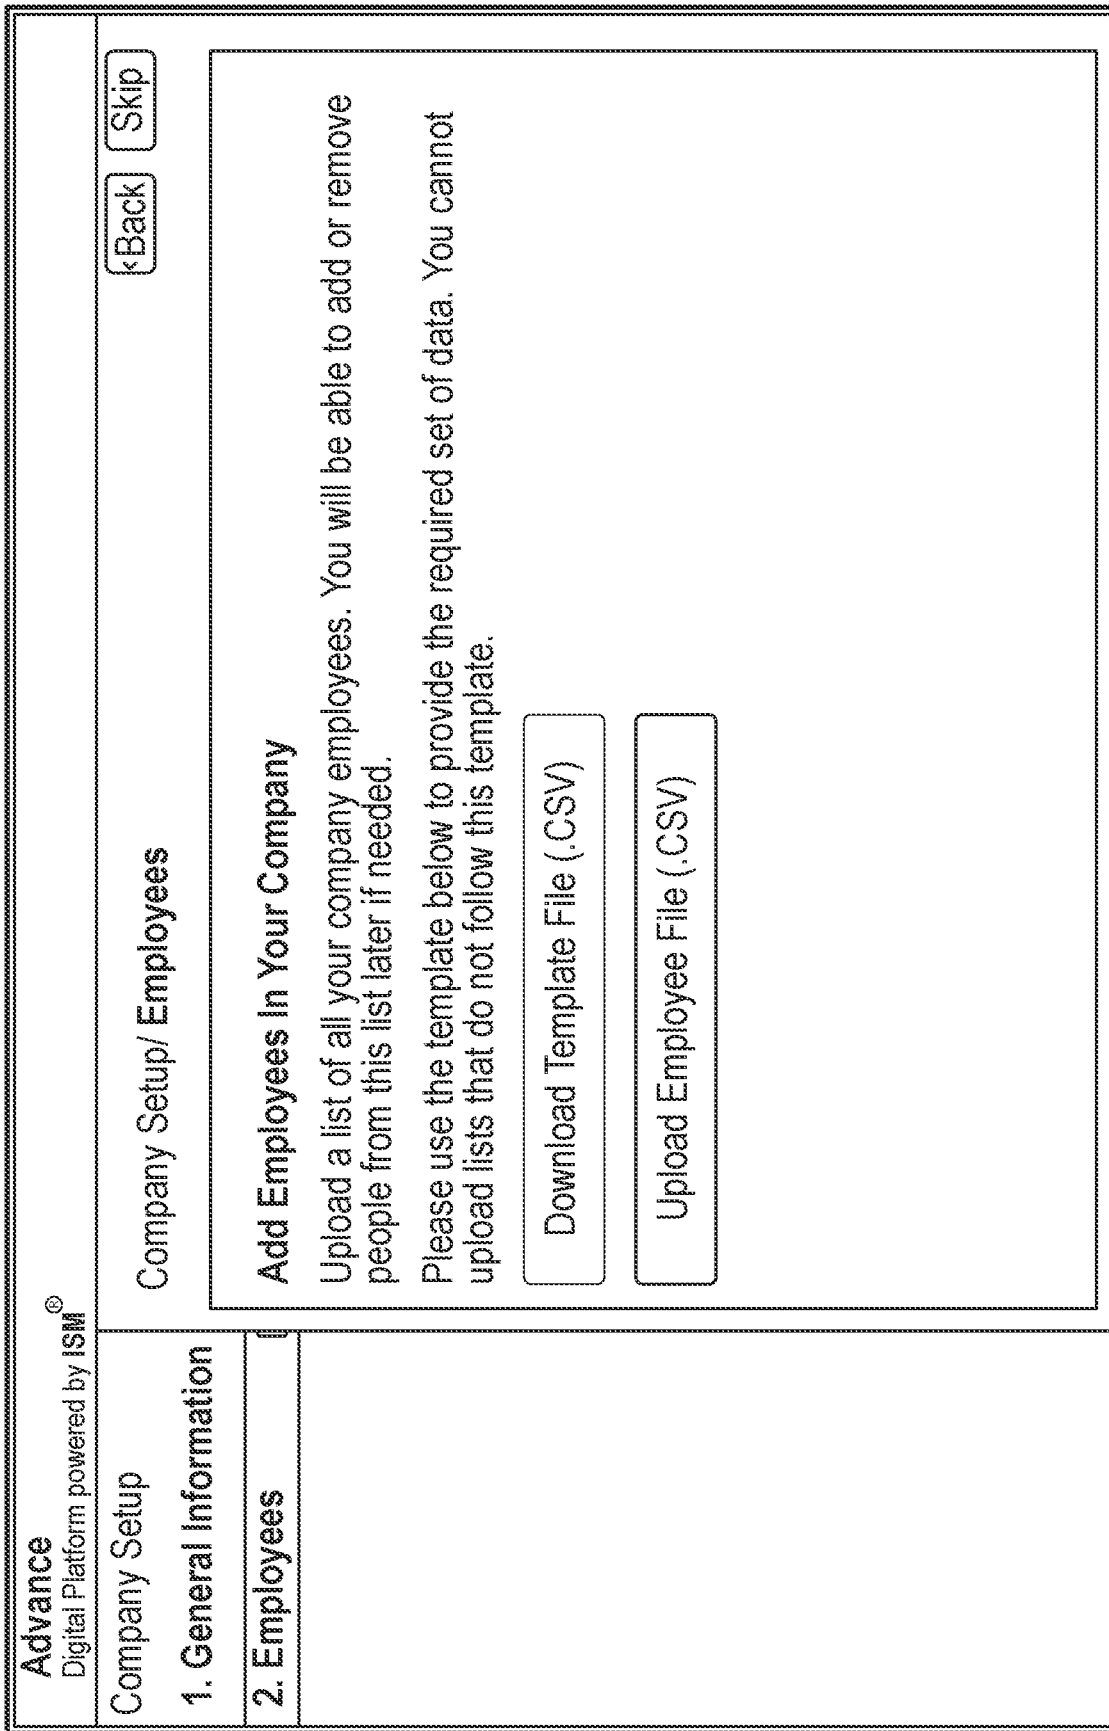 Advance
Digital Platform powered by ISM®
Company Setup
1. General Information
2. Employees
Company Setup/ Employees
‹Back
Skip
Add Employees In Your Company
Upload a list of all your company employees. You will be able to add or remove
people from this list later if needed.
Please use the template below to provide the required set of data. You cannot
upload lists that do not follow this template.
Download Template File (.CSV)
Upload Employee File (.CSV)